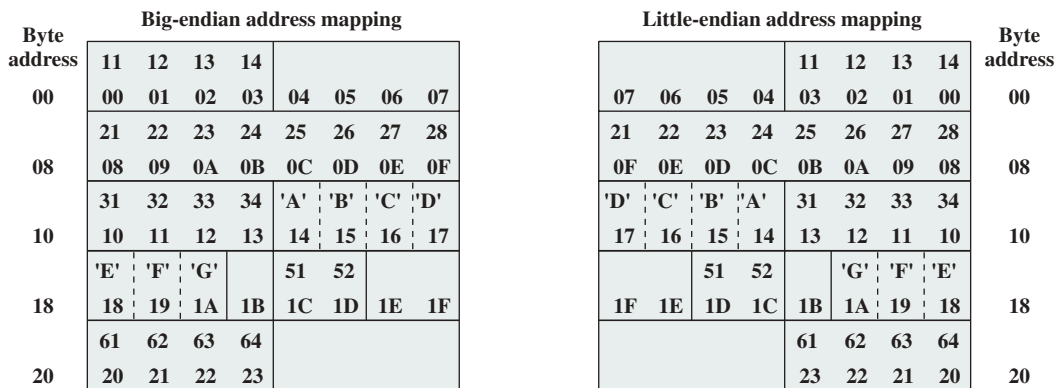 Big-endian address mapping
Byte
address
11 12 13 14
00 00 01 02 03 04 05 06 07
21 22 23 24 25 26 27 28
08 08 09 0A 0B 0C 0D 0E 0F
31 32 33 34 'A' 'B' 'C' 'D'
10 10 11 12 13 14 15 16 17
'E' 'F' 'G' 51 52
18 18 19 1A 1B 1C 1D 1E 1F
61 62 63 64
20 20 21 22 23
Little-endian address mapping
Byte
address
11 12 13 14
07 06 05 04 03 02 01 00 00
21 22 23 24 25 26 27 28
0F 0E 0D 0C 0B 0A 09 08 08
'D' 'C' 'B' 'A' 31 32 33 34
17 16 15 14 13 12 11 10 10
51 52 'G' 'F' 'E'
1F 1E 1D 1C 1B 1A 19 18 18
61 62 63 64
23 22 21 20 20